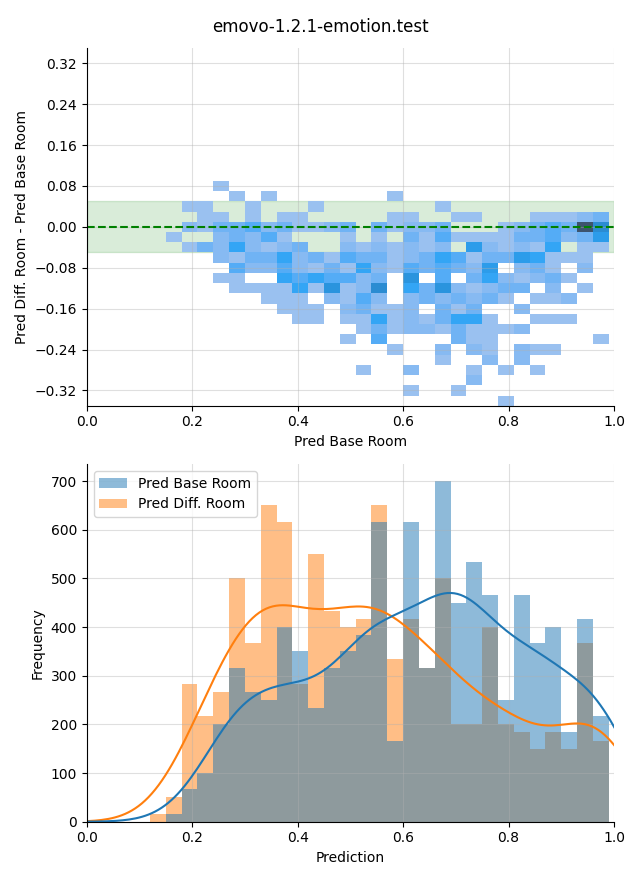 emovo-1.2.1-emotion.test
Pred Diff. Room - Pred Base Room
0.32
0.24
0.16
0.08
0.00
−0.08
−0.16
−0.24
−0.32
0.0 0.2 0.4 0.6 0.8 1.0
Pred Base Room
Frequency
700
600
500
400
300
200
100
0
Pred Base Room
Pred Diff. Room
0.0 0.2 0.4 0.6 0.8 1.0
Prediction